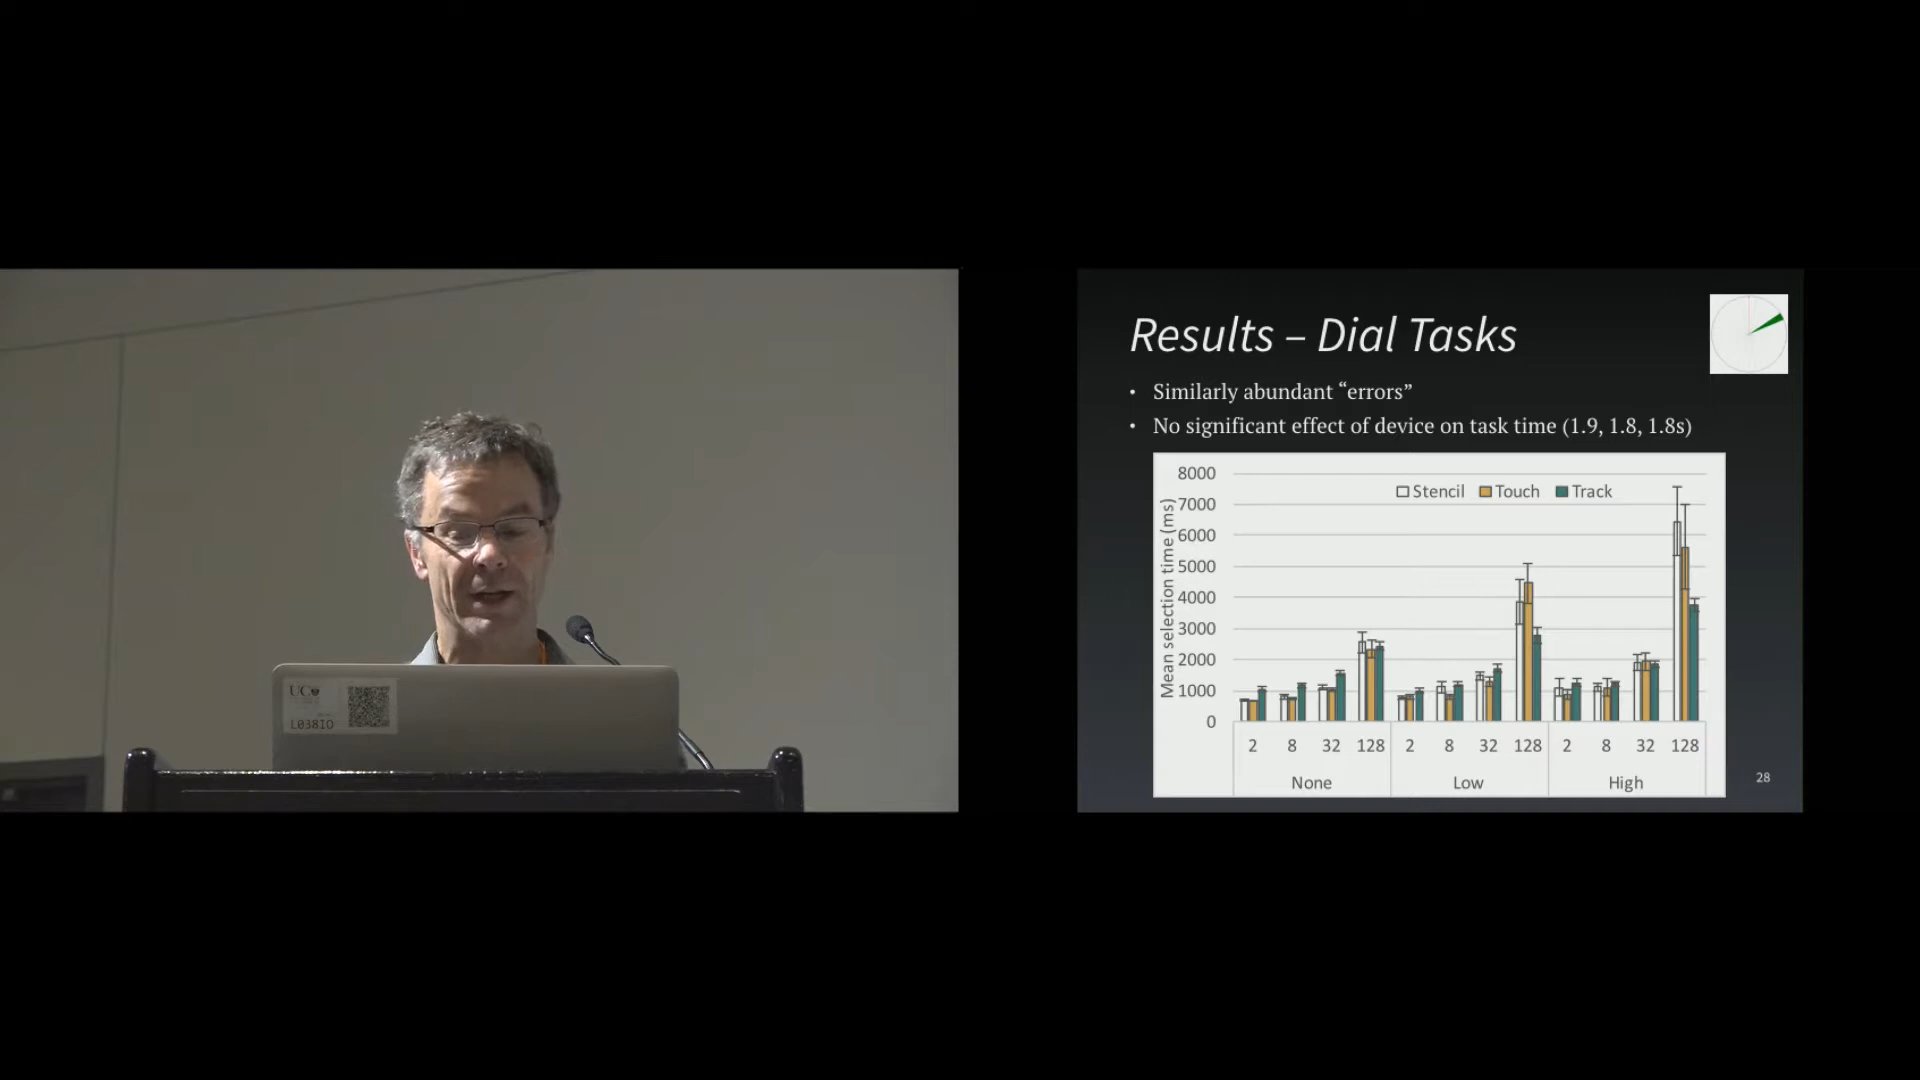 UC
L03810
Results – Dial Tasks
• Similarly abundant “errors”
• No significant effect of device on task time (1.9, 1.8, 1.8s)
Stencil Touch Track
Mean selection time (ms)
8000
7000
6000
5000
4000
3000
2000
1000
0
2 8 32 128 2 8 32 128 2 8 32 128
None Low High
28